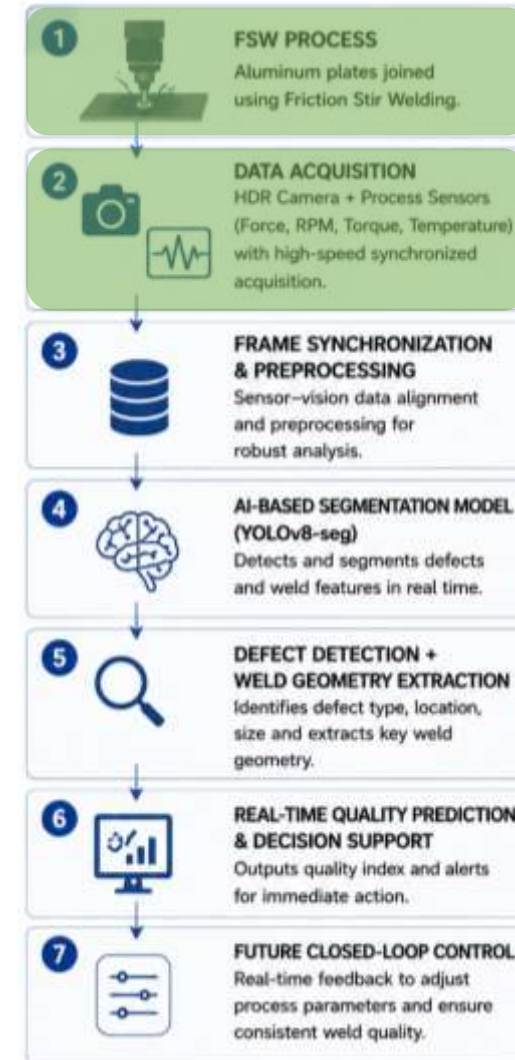 1
FSW PROCESS
Aluminum plates joined
using Friction Stir Welding.
2
DATA ACQUISITION
HDR Camera + Process Sensors
(Force, RPM, Torque, Temperature)
with high-speed synchronized
acquisition.
3
FRAME SYNCHRONIZATION
& PREPROCESSING
Sensor–vision data alignment
and preprocessing for
robust analysis.
4
AI-BASED SEGMENTATION MODEL
(YOLOv8-seg)
Detects and segments defects
and weld features in real time.
5
DEFECT DETECTION +
WELD GEOMETRY EXTRACTION
Identifies defect type, location,
size and extracts key weld
geometry.
6
REAL-TIME QUALITY PREDICTION
& DECISION SUPPORT
Outputs quality index and alerts
for immediate action.
7
FUTURE CLOSED-LOOP CONTROL
Real-time feedback to adjust
process parameters and ensure
consistent weld quality.